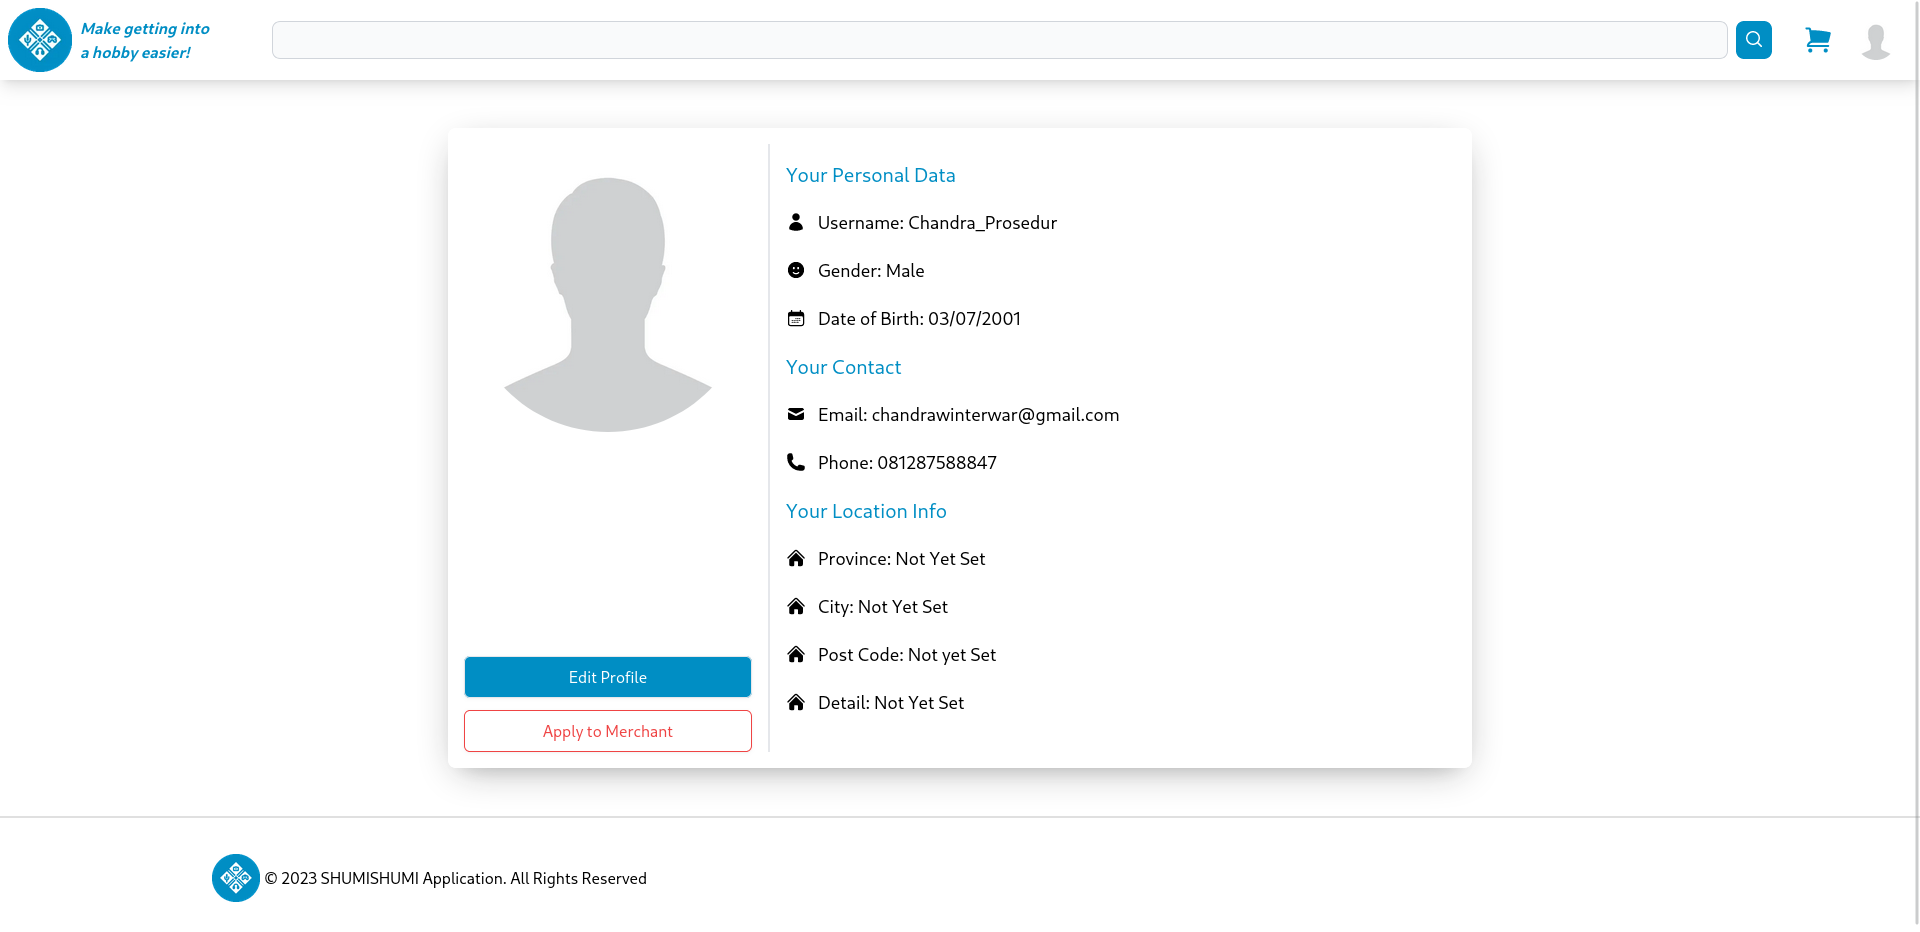 Make getting into
a hobby easier!
Your Personal Data
Username: Chandra_Prosedur
Gender: Male
Date of Birth: 03/07/2001
Your Contact
Email: chandrawinterwar@gmail.com
Phone: 081287588847
Your Location Info
Province: Not Yet Set
City: Not Yet Set
Post Code: Not yet Set
Detail: Not Yet Set
Edit Profile
Apply to Merchant
© 2023 SHUMISHUMI Application. All Rights Reserved